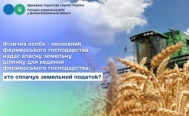 Державна податкова служба України
Головне управління ДПС
у Дніпропетровській області
Фізична особа - засновник
фермерського господарства
надає власну земельну
ділянку для ведення
фермерського господарства:
хто сплачує земельний податок?